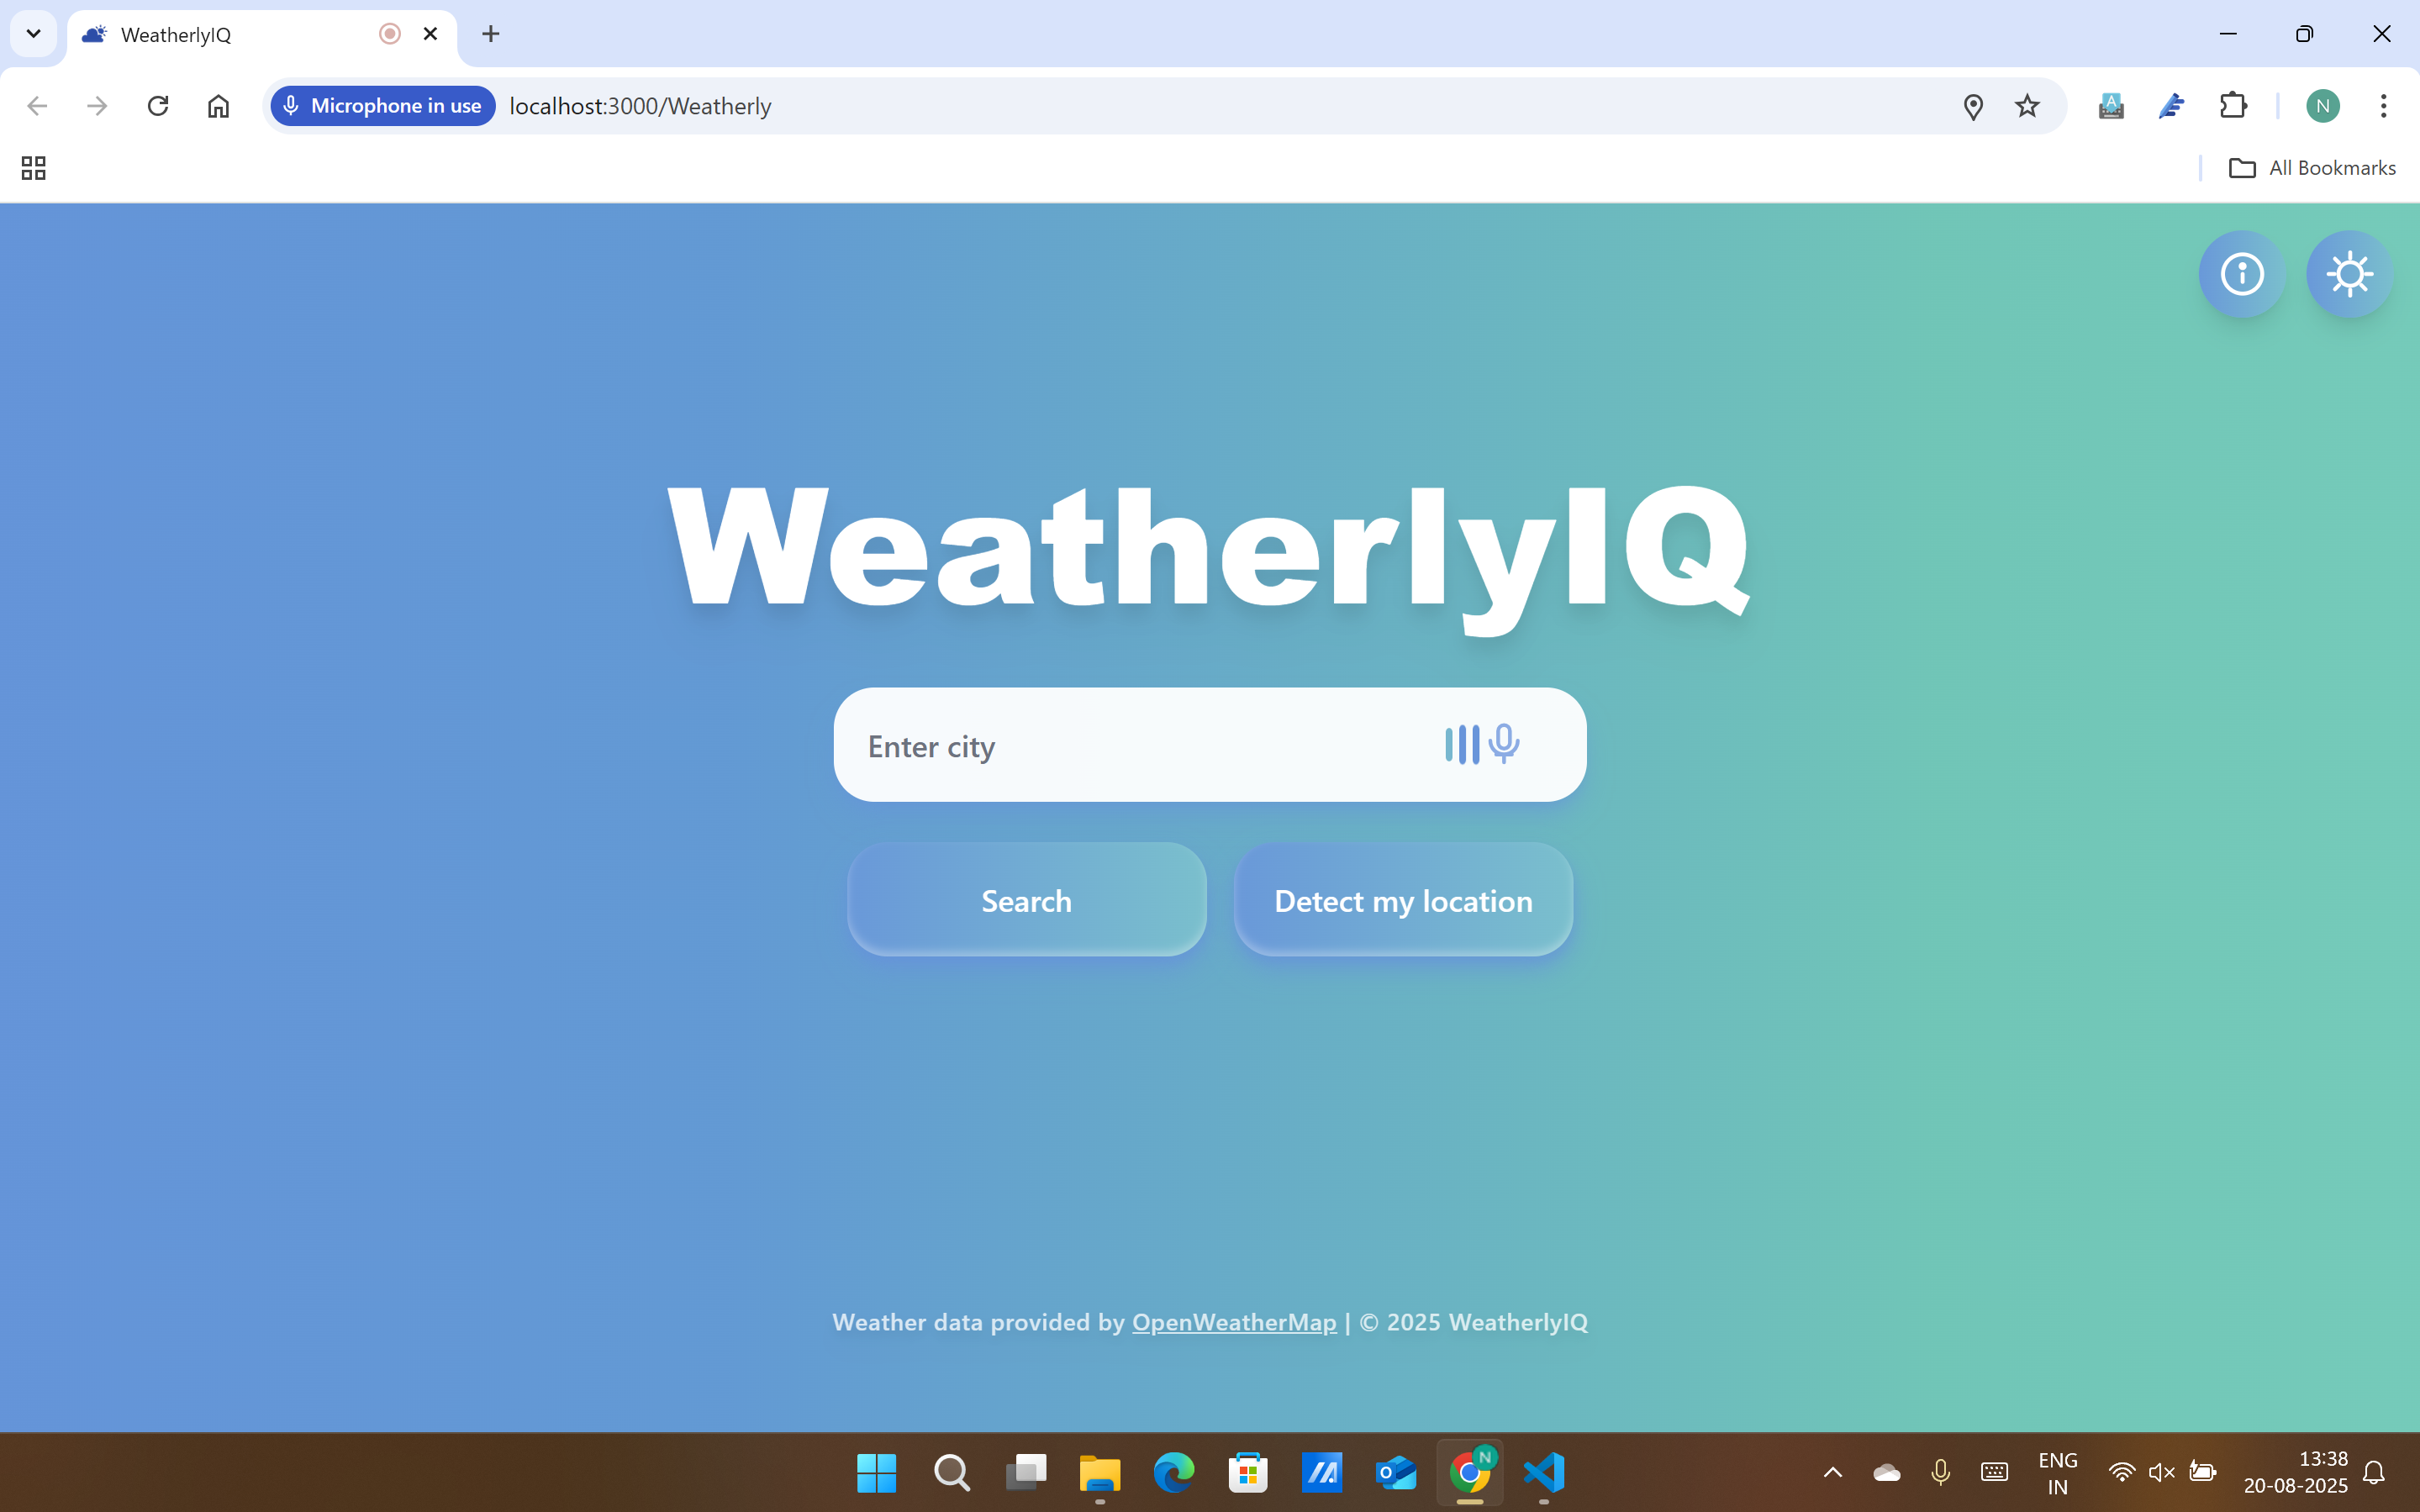 WeatherlyIQ
Microphone in use
localhost:3000/Weatherly
N
All Bookmarks
WeatherlyIQ
Enter city
Search
Detect my location
Weather data provided by OpenWeatherMap | © 2025 WeatherlyIQ
ENG
IN
13:38
20-08-2025